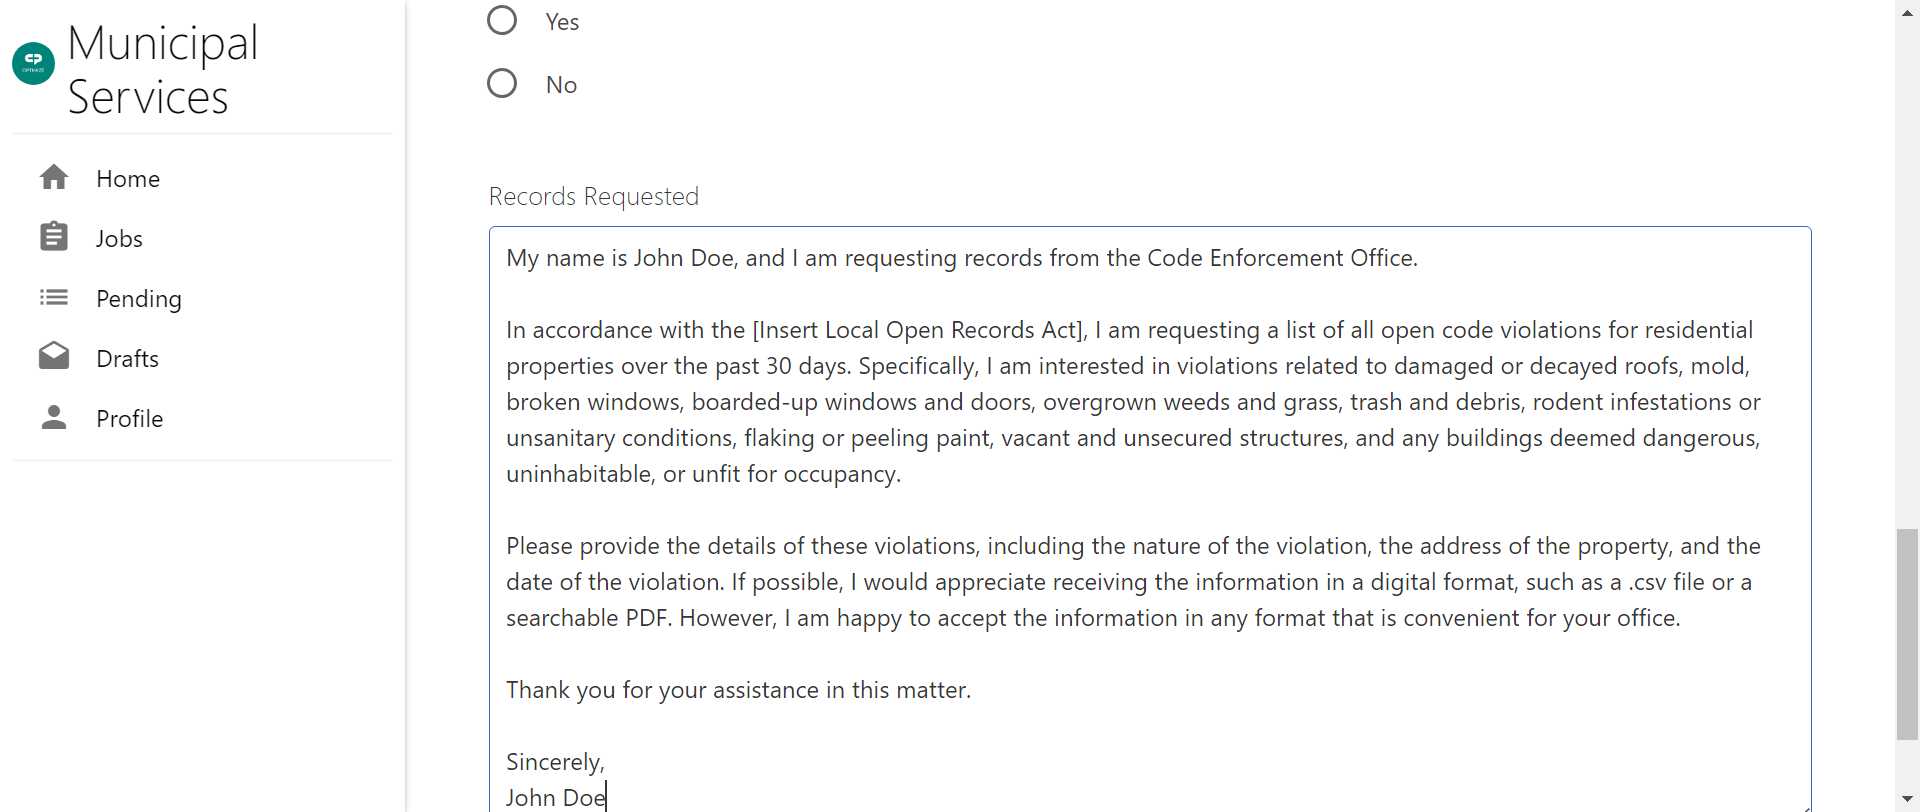 Municipal
Services
OPTIMIZE
Home
Jobs
Pending
Drafts
Profile
Yes
No
Records Requested
My name is John Doe, and I am requesting records from the Code Enforcement Office.
In accordance with the [Insert Local Open Records Act], I am requesting a list of all open code violations for residential
properties over the past 30 days. Specifically, I am interested in violations related to damaged or decayed roofs, mold,
broken windows, boarded-up windows and doors, overgrown weeds and grass, trash and debris, rodent infestations or
unsanitary conditions, flaking or peeling paint, vacant and unsecured structures, and any buildings deemed dangerous,
uninhabitable, or unfit for occupancy.
Please provide the details of these violations, including the nature of the violation, the address of the property, and the
date of the violation. If possible, I would appreciate receiving the information in a digital format, such as a .csv file or a
searchable PDF. However, I am happy to accept the information in any format that is convenient for your office.
Thank you for your assistance in this matter.
Sincerely,
John Doe